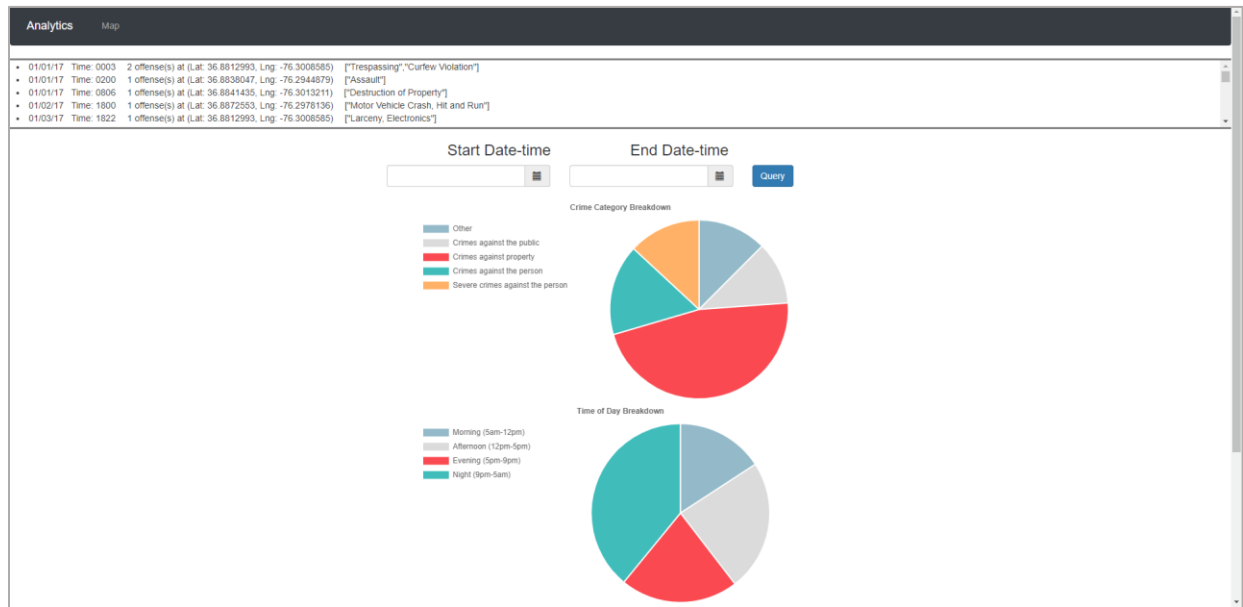 Analytics Map
• 01/01/17 Time: 0003 2 offense(s) at (Lat: 36.8812993, Lng: -76.3008585) ["Trespassing","Curfew Violation"]
• 01/01/17 Time: 0200 1 offense(s) at (Lat: 36.8838047, Lng: -76.2944879) ["Assault"]
• 01/01/17 Time: 0806 1 offense(s) at (Lat: 36.8841435, Lng: -76.3013211) ["Destruction of Property"]
• 01/02/17 Time: 1800 1 offense(s) at (Lat: 36.8872553, Lng: -76.2978136) ["Motor Vehicle Crash, Hit and Run"]
• 01/03/17 Time: 1822 1 offense(s) at (Lat: 36.8812993, Lng: -76.3008585) ["Larceny, Electronics"]
Start Date-time End Date-time
Query
Crime Category Breakdown
Other
Crimes against the public
Crimes against property
Crimes against the person
Severe crimes against the person
Time of Day Breakdown
Morning (5am-12pm)
Afternoon (12pm-5pm)
Evening (5pm-9pm)
Night (9pm-5am)